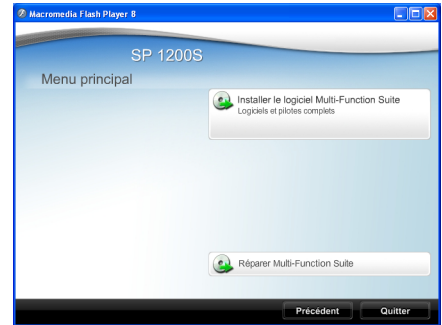 Macromedia Flash Player 8
SP 1200S
Menu principal
Installer le logiciel Multi-Function Suite
Logiciels et pilotes complets
Réparer Multi-Function Suite
Précédent
Quitter